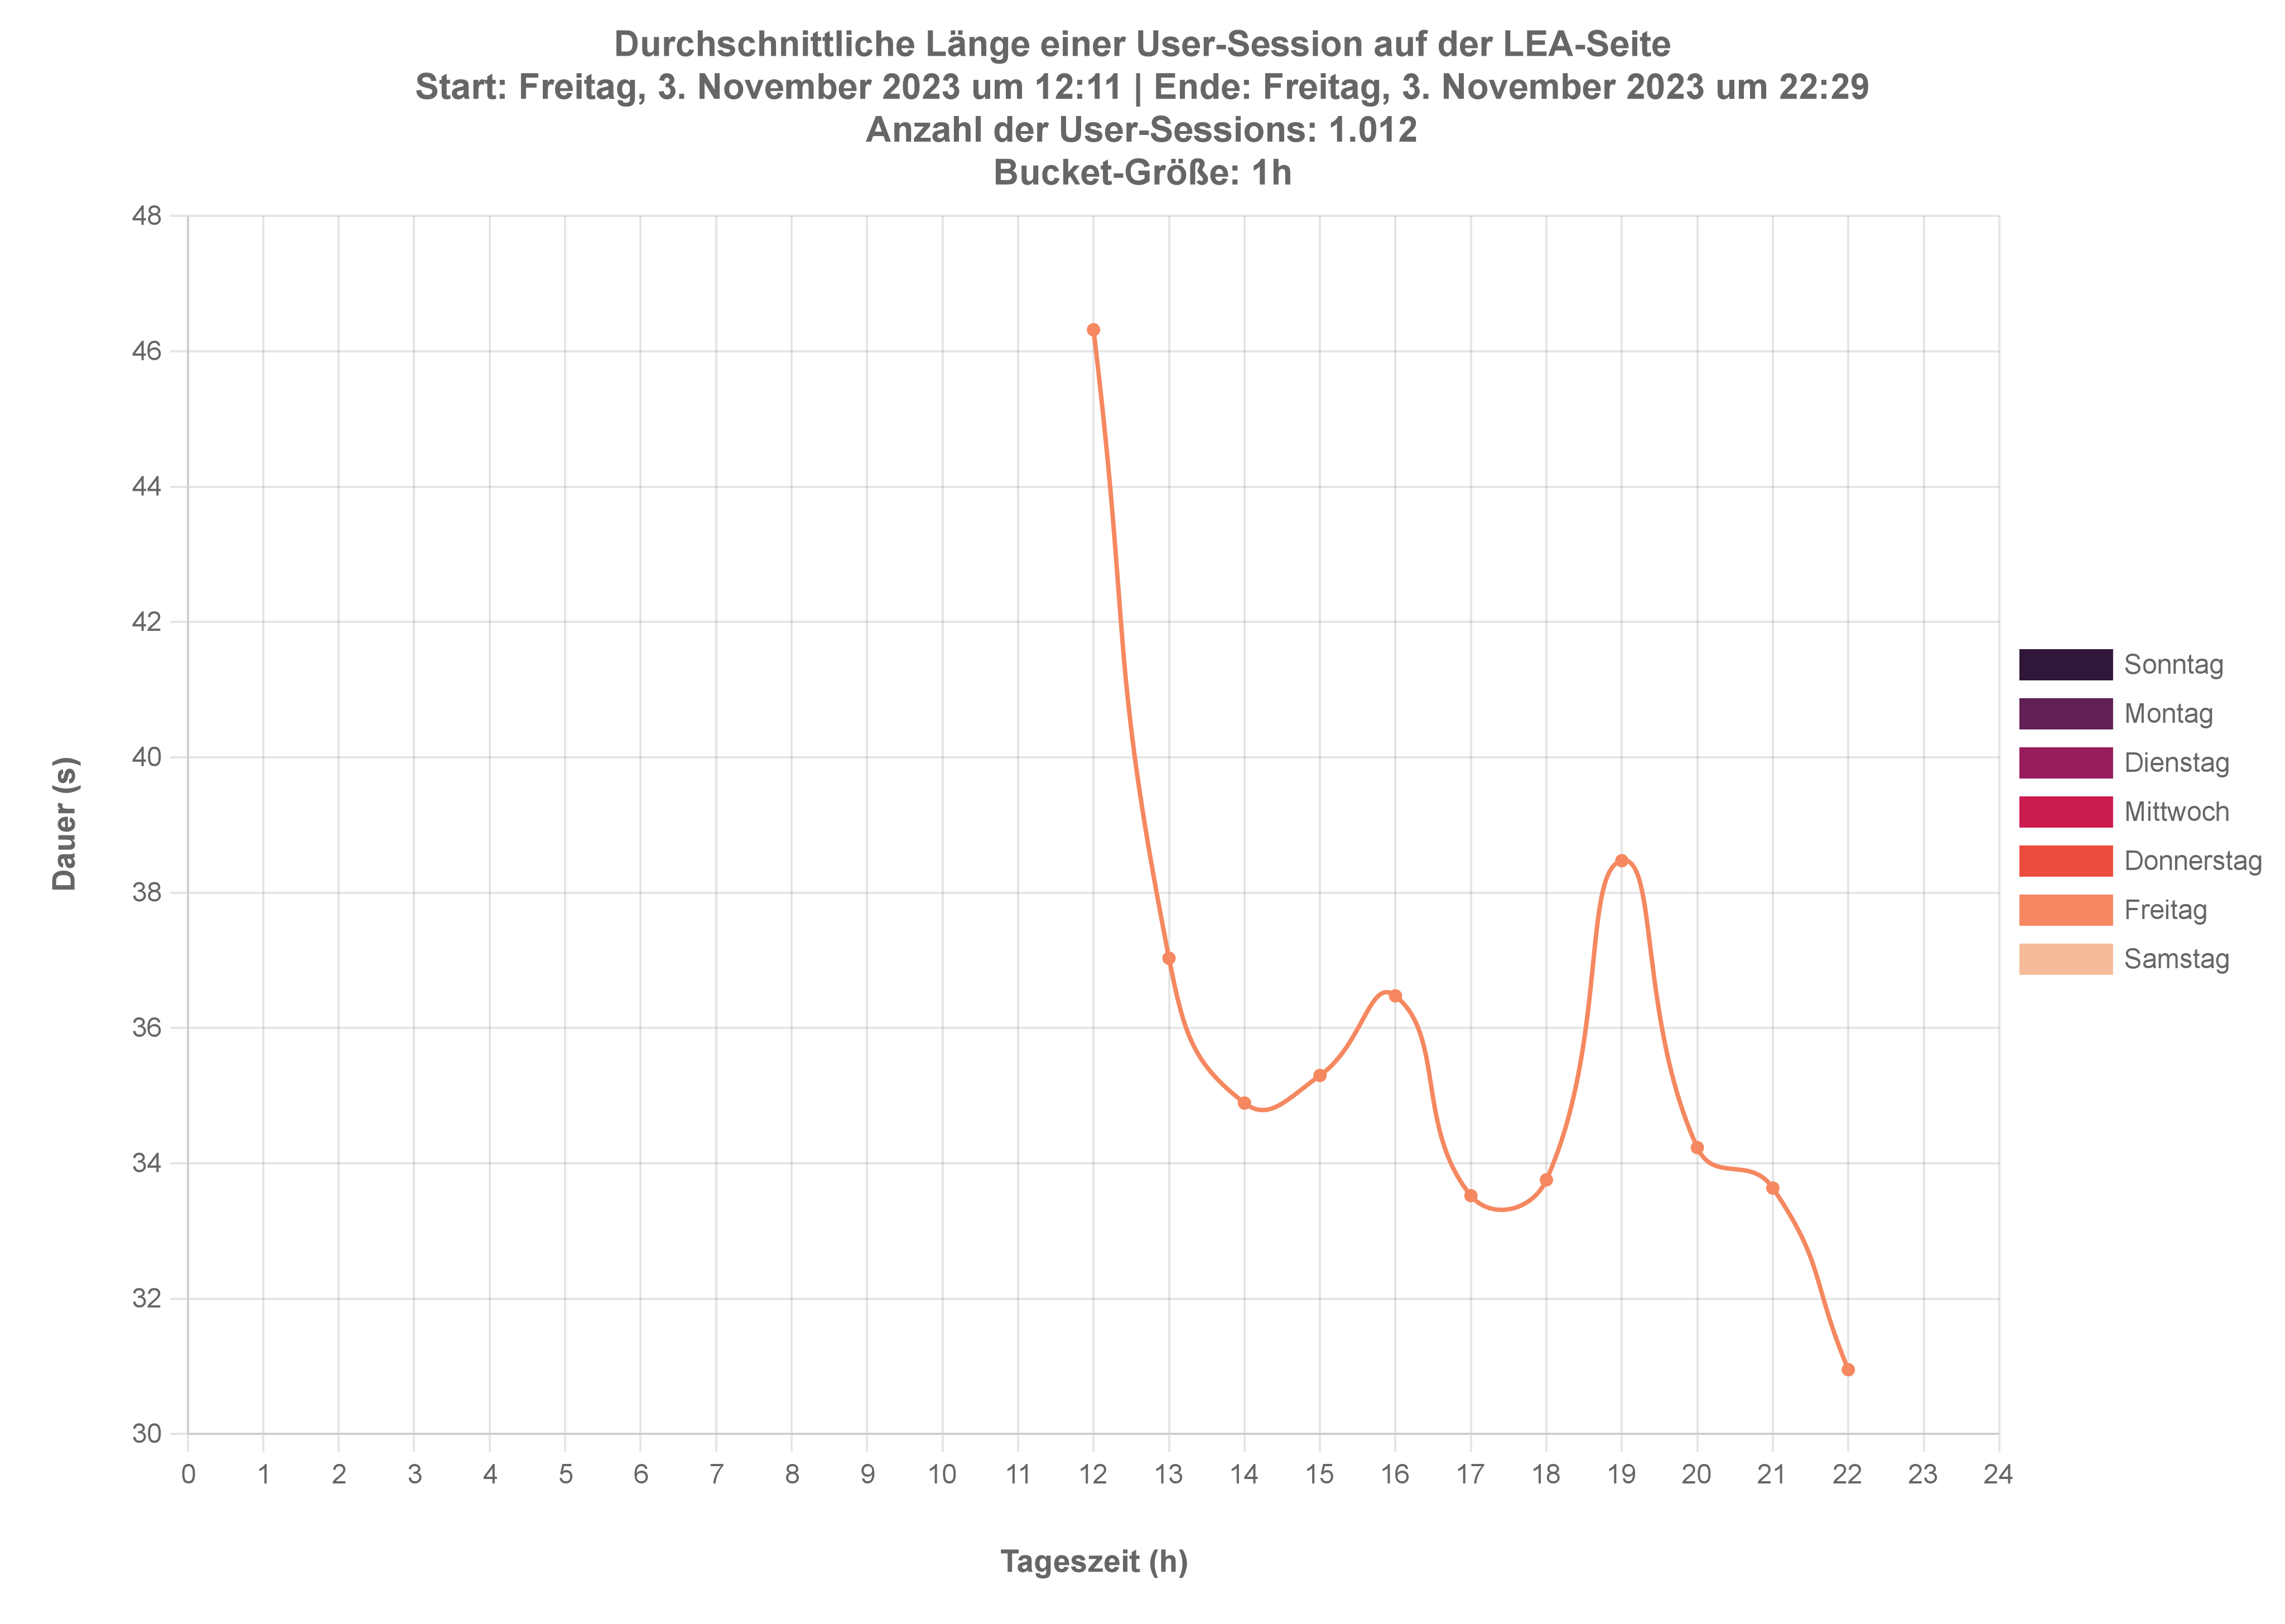 Durchschnittliche Länge einer User-Session auf der LEA-Seite
Start: Freitag, 3. November 2023 um 12:11 | Ende: Freitag, 3. November 2023 um 22:29
Anzahl der User-Sessions: 1.012
Bucket-Größe: 1h
48
46
44
42
40
38
36
34
32
30
Dauer (s)
0 1 2 3 4 5 6 7 8 9 10 11 12 13 14 15 16 17 18 19 20 21 22 23 24
Tageszeit (h)
Sonntag
Montag
Dienstag
Mittwoch
Donnerstag
Freitag
Samstag